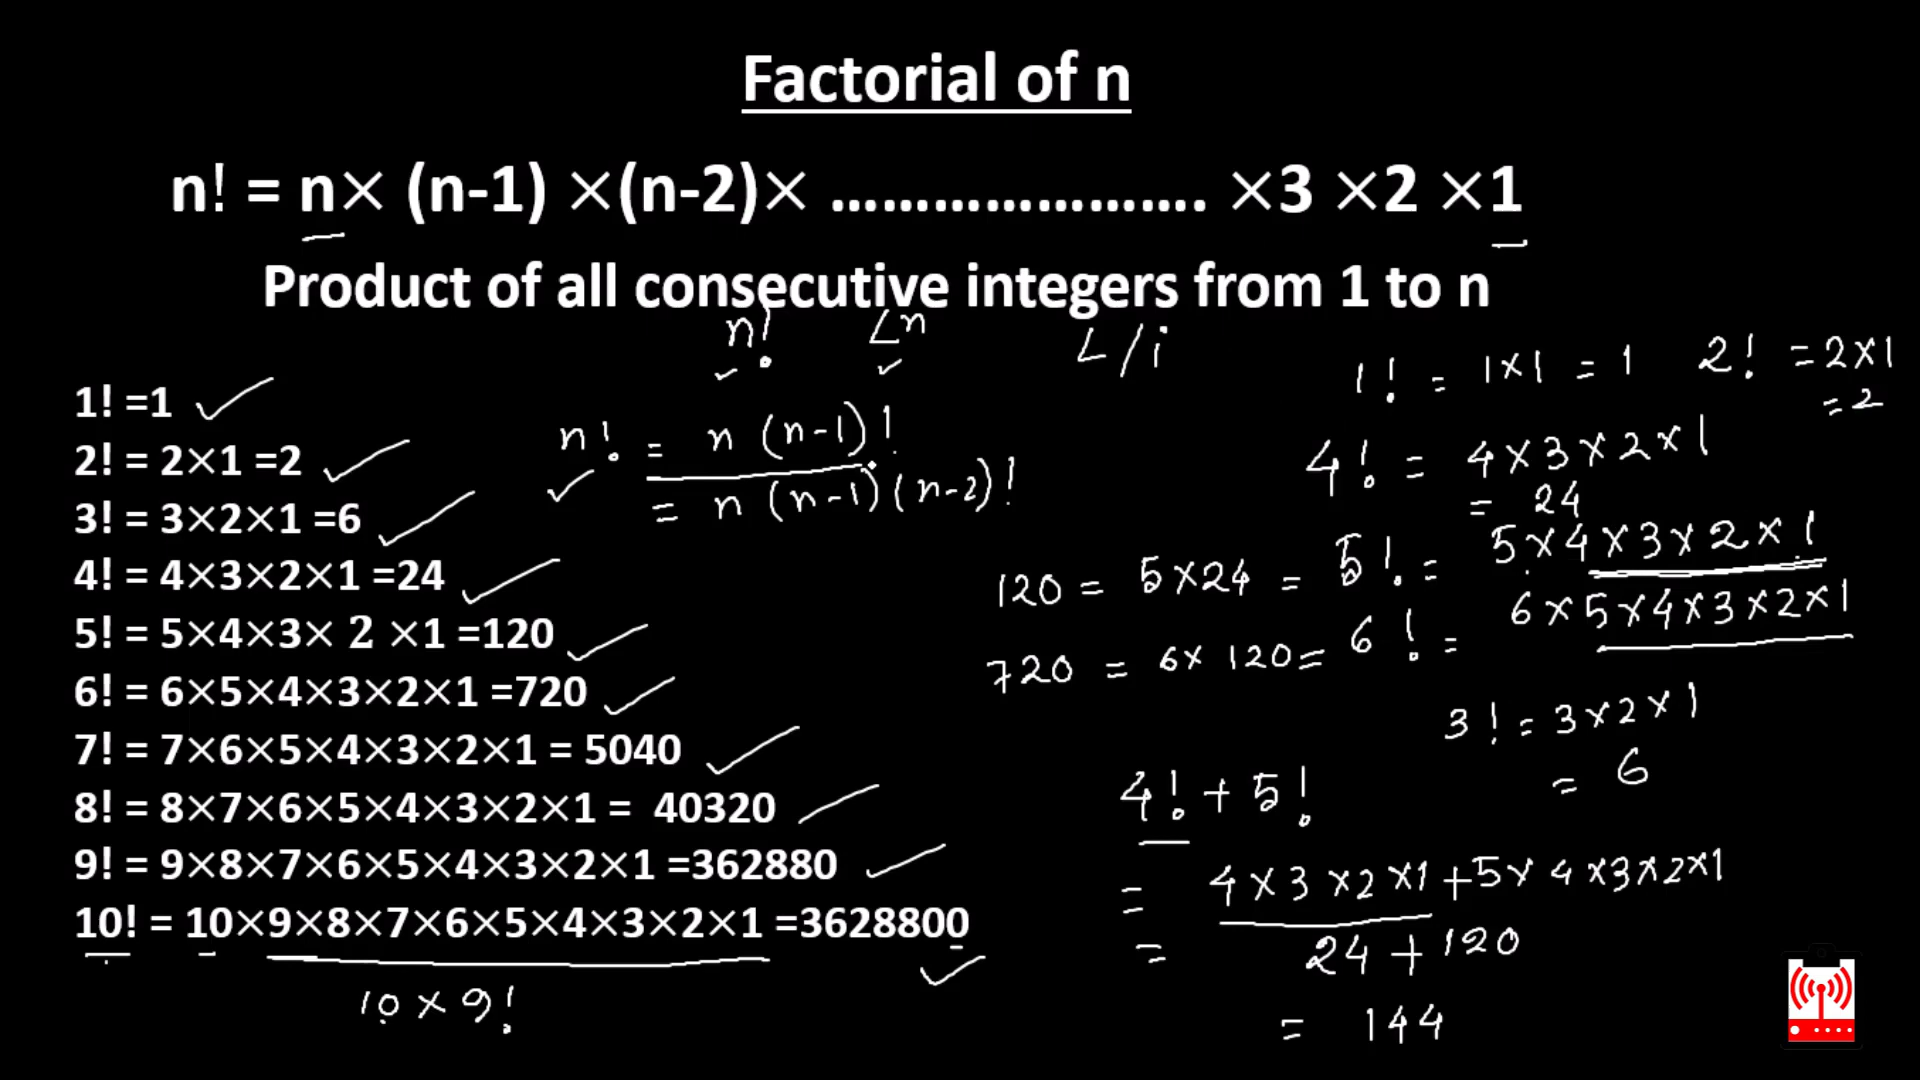 Factorial of n
n! = n× (n-1) ×(n-2)× ...................... ×3 ×2 ×1
Product of all consecutive integers from 1 to n
n! ∠n ∠/i
1! =1
2! = 2×1 =2
3! = 3×2×1 =6
4! = 4×3×2×1 =24
5! = 5×4×3× 2 ×1 =120
6! = 6×5×4×3×2×1 =720
7! = 7×6×5×4×3×2×1 = 5040
8! = 8×7×6×5×4×3×2×1 = 40320
9! = 9×8×7×6×5×4×3×2×1 =362880
10! = 10×9×8×7×6×5×4×3×2×1 =3628800
10 × 9!
n! = n (n-1)!
= n (n-1) (n-2)!
1! = 1×1 = 1
2! = 2×1
= 2
4! = 4×3×2×1
= 24
120 = 5×24 = 5! = 5×4×3×2×1
720 = 6×120= 6! = 6×5×4×3×2×1
3! = 3×2×1
= 6
4! + 5!
= 4×3×2×1 +5× 4×3×2×1
= 24 + 120
= 144